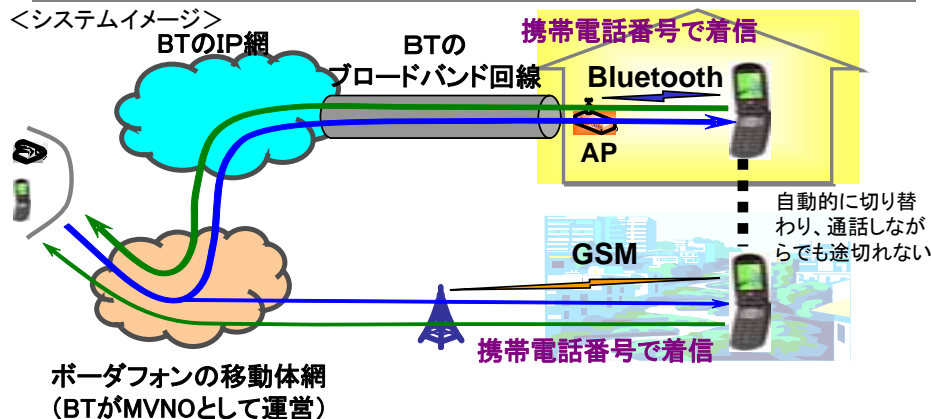 <システムイメージ>
BTのIP網
BTの
ブロードバンド回線
携帯電話番号で着信
Bluetooth
AP
自動的に切り替
わり、通話しなが
らでも途切れない
GSM
携帯電話番号で着信
ボーダフォンの移動体網
(BTがMVNOとして運営)